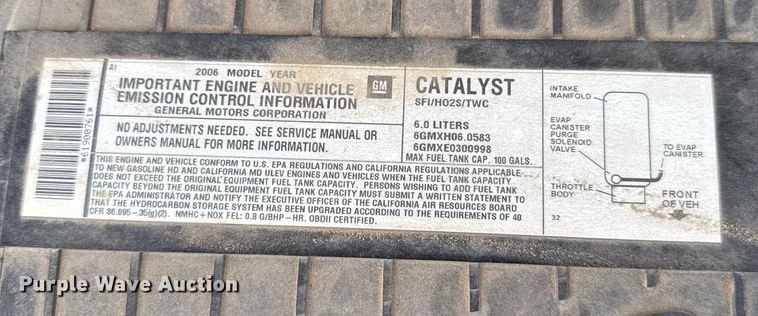 A1
2006 MODEL YEAR
IMPORTANT ENGINE AND VEHICLE
EMISSION CONTROL INFORMATION
GENERAL MOTORS CORPORATION
GM
NO ADJUSTMENTS NEEDED. SEE SERVICE MANUAL OR
OWNERS MANUAL FOR MORE INFORMATION.
CATALYST
SFI/HO2S/TWC
6.0 LITERS
6GMXH06.0583
6GMXE0300998
MAX FUEL TANK CAP. 100 GALS.
THIS ENGINE AND VEHICLE CONFORM TO U.S. EPA REGULATIONS AND CALIFORNIA REGULATIONS APPLICABLE
TO NEW GASOLINE HD AND CALIFORNIA MD ULEV ENGINES AND VEHICLES WHEN THE FUEL TANK CAPACITY
DOES NOT EXCEED THE ORIGINAL EQUIPMENT FUEL TANK CAPACITY. PERSONS WISHING TO ADD FUEL TANK
CAPACITY BEYOND THE ORIGINAL EQUIPMENT FUEL TANK CAPACITY MUST SUBMIT A WRITTEN STATEMENT TO
THE EPA ADMINISTRATOR AND NOTIFY THE EXECUTIVE OFFICER OF THE CALIFORNIA AIR RESOURCES BOARD
THAT THE HYDROCARBON STORAGE SYSTEM HAS BEEN UPGRADED ACCORDING TO THE REQUIREMENTS OF 40
CFR 86.095-35(g)(2). NMHC+NOX FEL: 0.8 G/BHP-HR. OBDII CERTIFIED.
INTAKE
MANIFOLD
EVAP
CANISTER
PURGE
SOLENOID
VALVE
TO EVAP
CANISTER
THROTTLE
BODY
FRONT
OF VEH
32
*61900761*
Purple Wave Auction